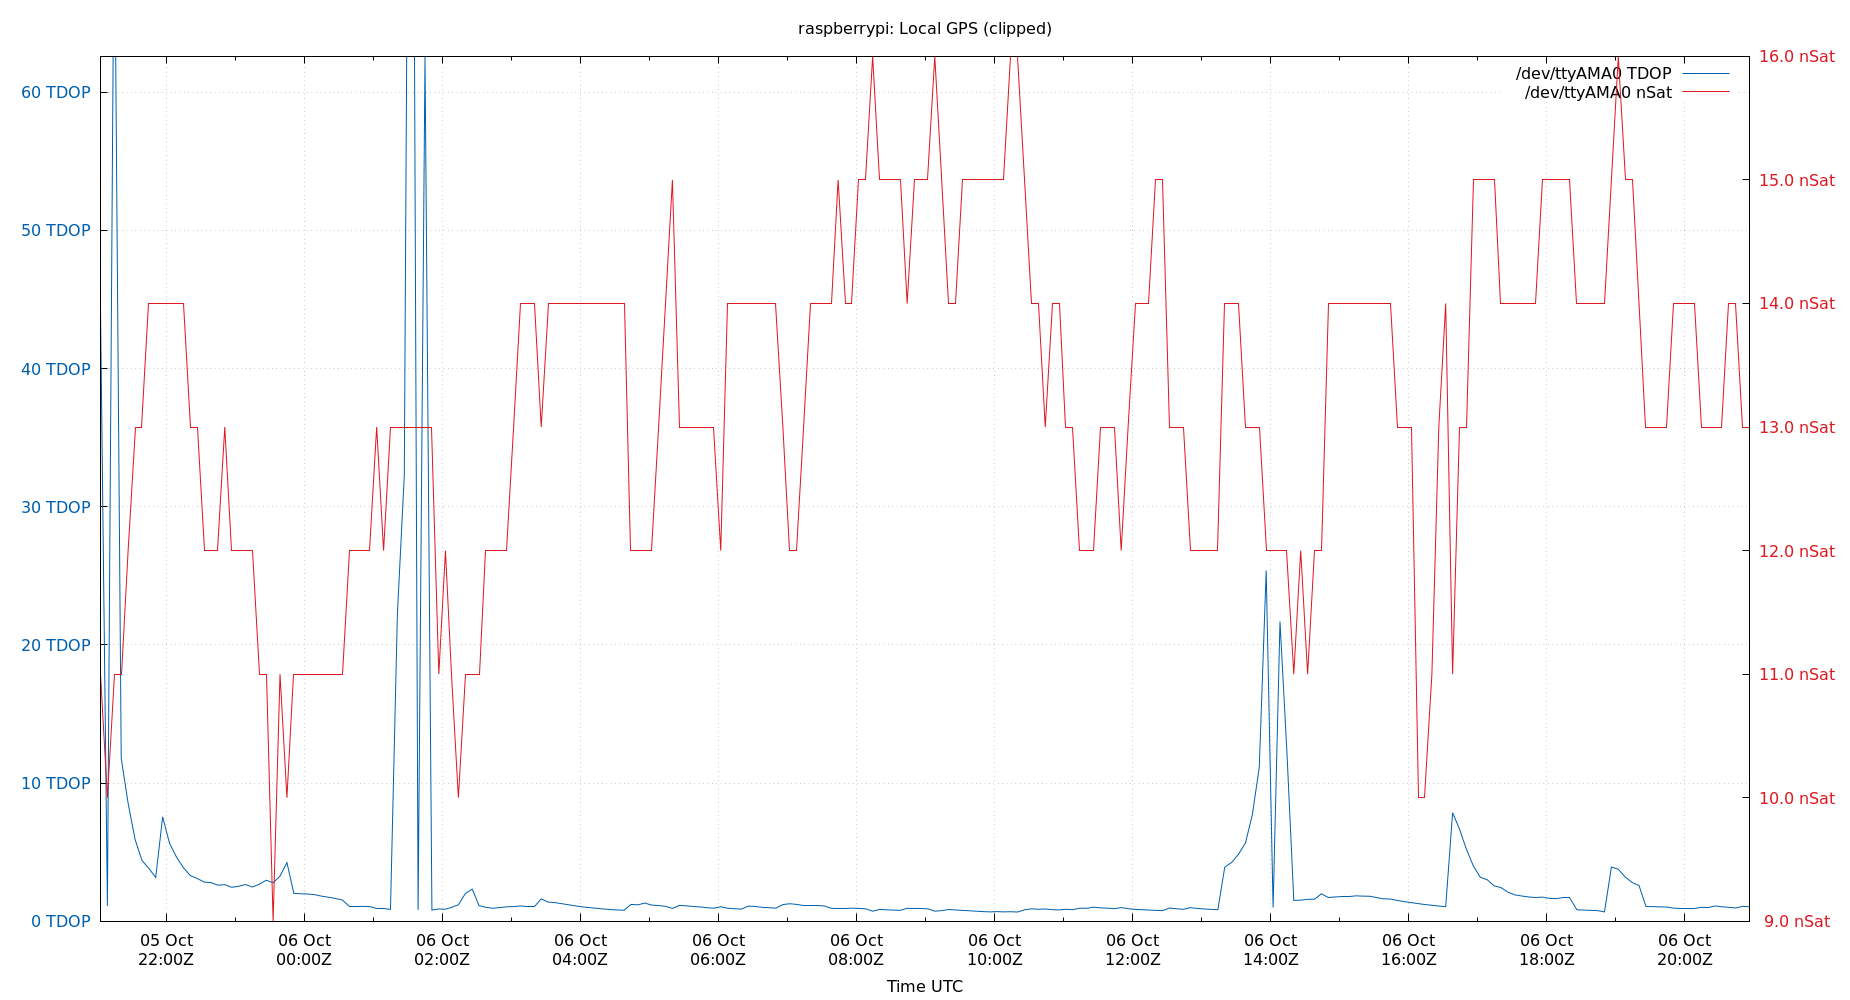 raspberrypi: Local GPS (clipped)
/dev/ttyAMA0 TDOP
/dev/ttyAMA0 nSat
60 TDOP
50 TDOP
40 TDOP
30 TDOP
20 TDOP
10 TDOP
0 TDOP
16.0 nSat
15.0 nSat
14.0 nSat
13.0 nSat
12.0 nSat
11.0 nSat
10.0 nSat
9.0 nSat
05 Oct
22:00Z
06 Oct
00:00Z
06 Oct
02:00Z
06 Oct
04:00Z
06 Oct
06:00Z
06 Oct
08:00Z
06 Oct
10:00Z
06 Oct
12:00Z
06 Oct
14:00Z
06 Oct
16:00Z
06 Oct
18:00Z
06 Oct
20:00Z
Time UTC